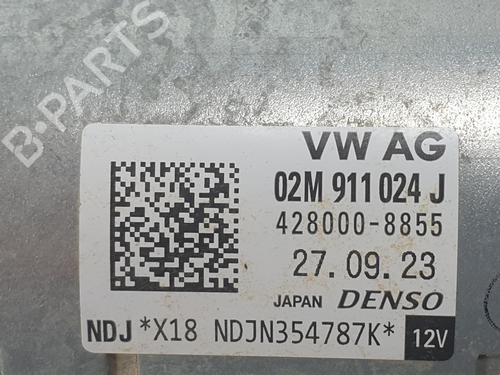 B-PARTS
VW AG
02M 911 024 J
428000-8855
27.09.23
JAPAN DENSO
NDJ *X18 NDJN354787K* 12V